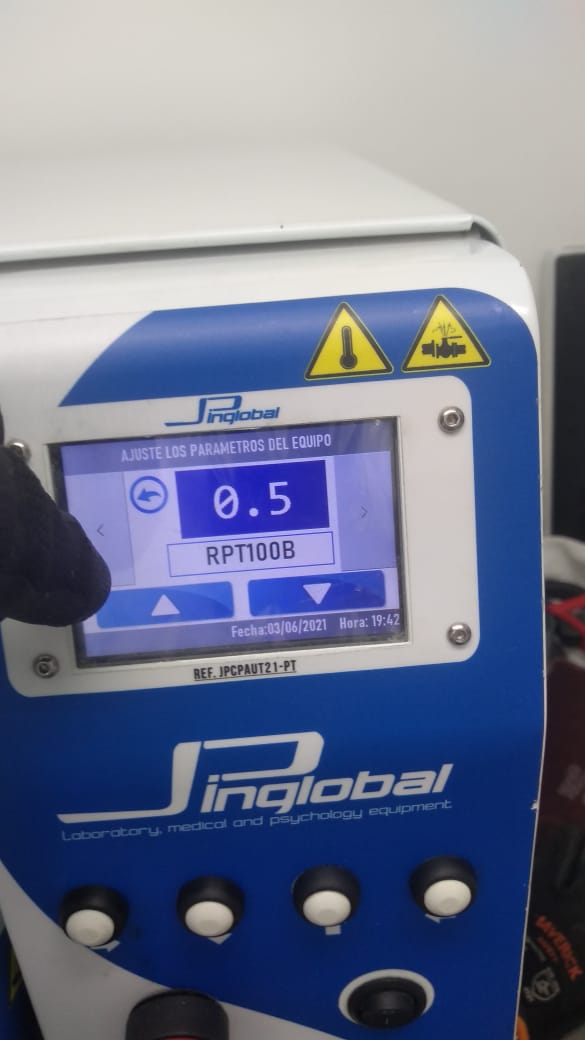 JPinglobal
AJUSTE LOS PARAMETROS DEL EQUIPO
0.5
RPT100B
Fecha:03/06/2021 Hora: 19:42
REF. JPCPAUT21-PT
JPinglobal
Laboratory, medical and psychology equipment
MAVERICK